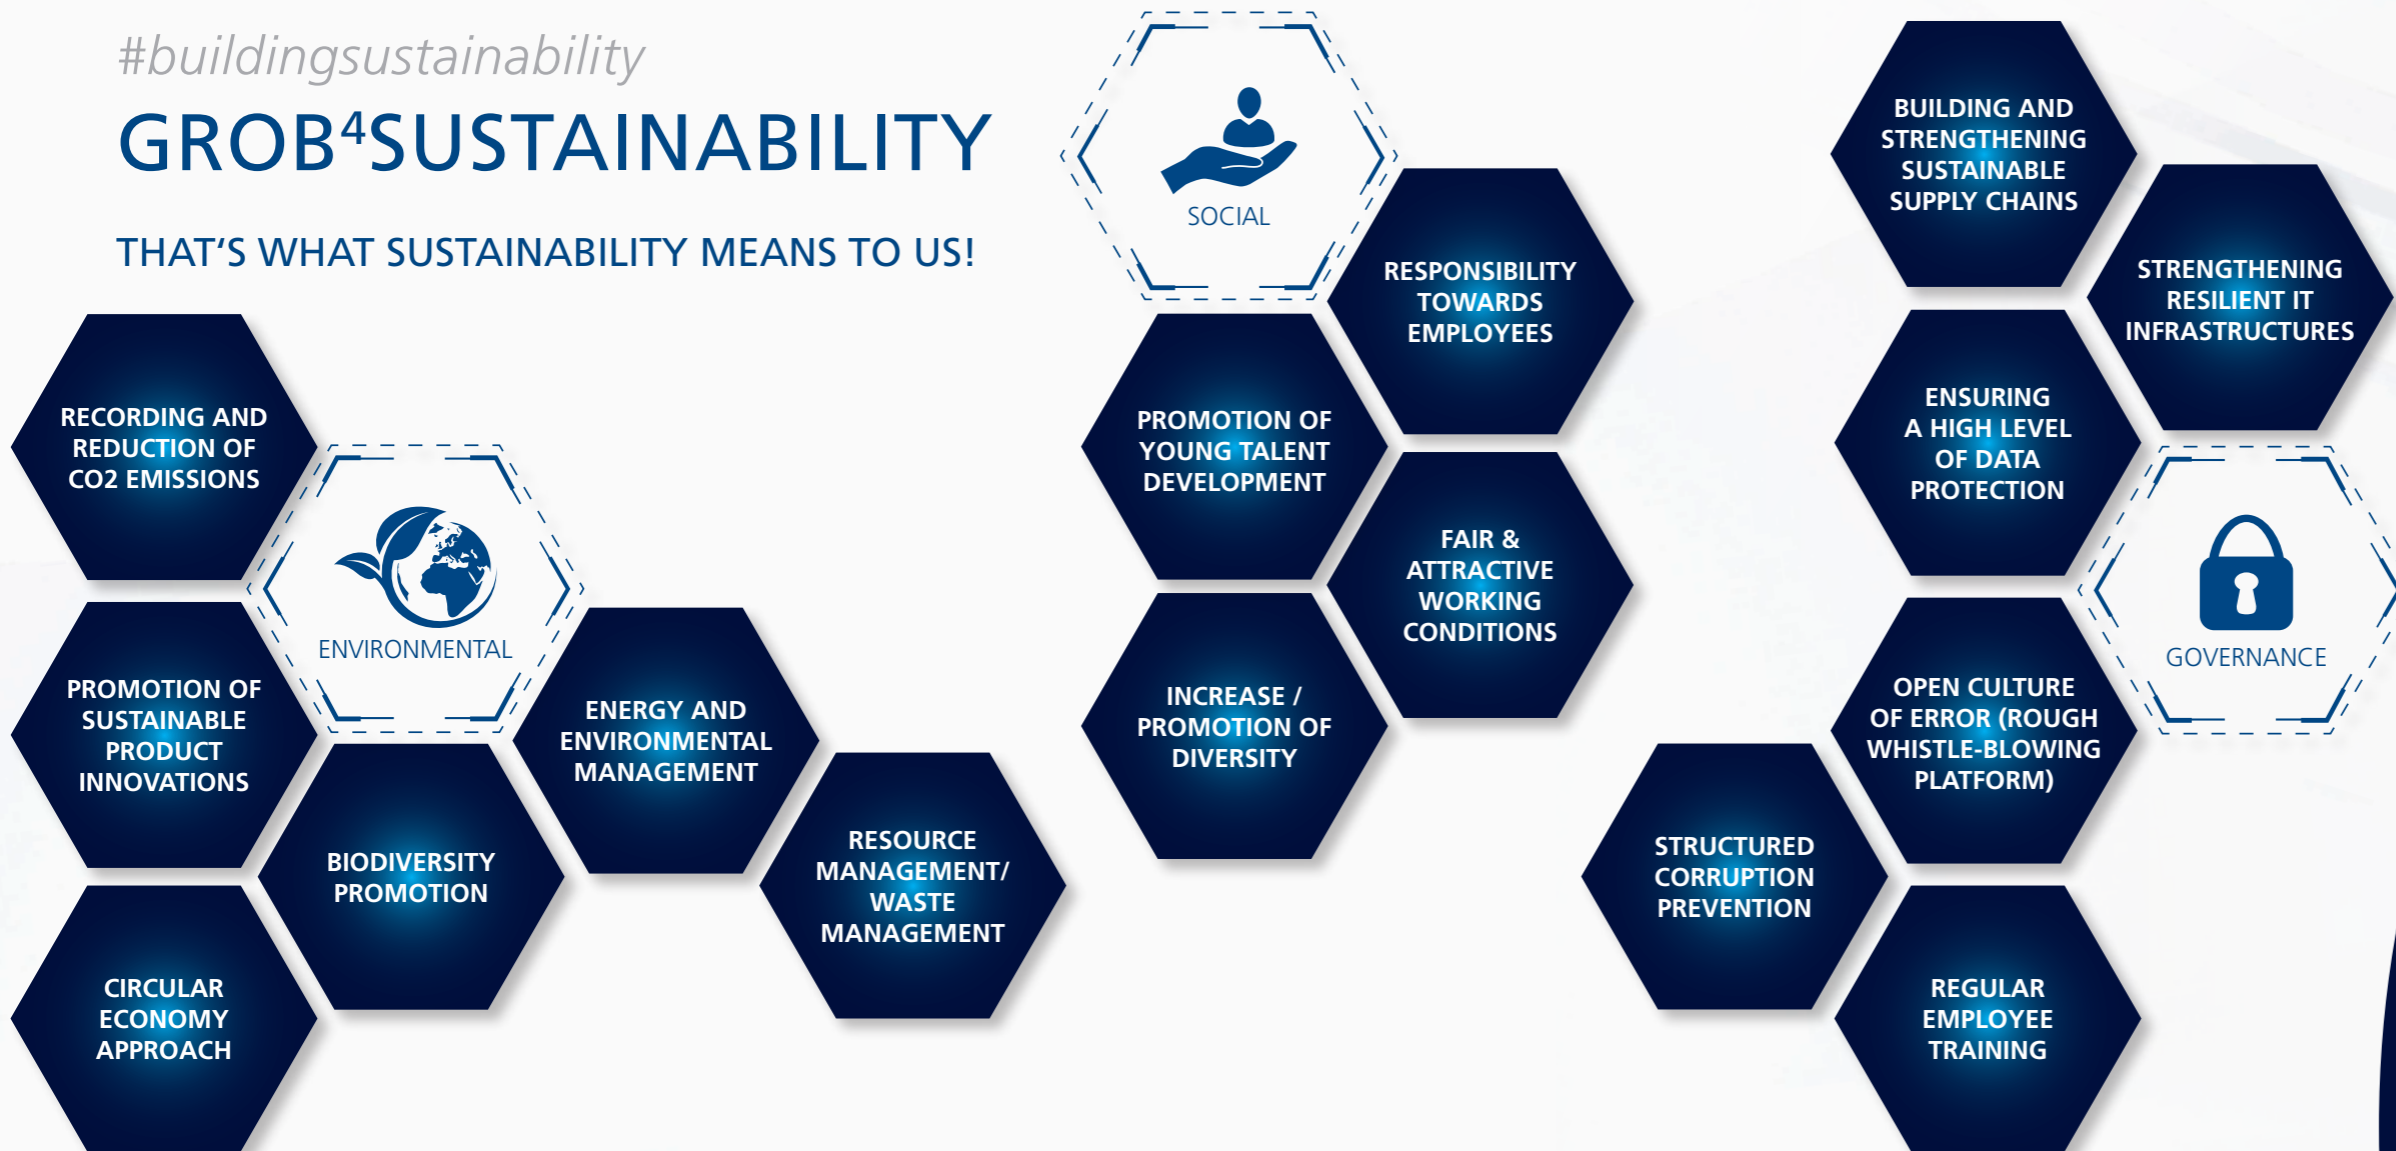 #buildingsustainability
GROB⁴SUSTAINABILITY
THAT‘S WHAT SUSTAINABILITY MEANS TO US!
RECORDING AND
REDUCTION OF
CO2 EMISSIONS
ENVIRONMENTAL
PROMOTION OF
SUSTAINABLE
PRODUCT
INNOVATIONS
BIODIVERSITY
PROMOTION
ENERGY AND
ENVIRONMENTAL
MANAGEMENT
RESOURCE
MANAGEMENT/
WASTE
MANAGEMENT
CIRCULAR
ECONOMY
APPROACH
SOCIAL
RESPONSIBILITY
TOWARDS
EMPLOYEES
PROMOTION OF
YOUNG TALENT
DEVELOPMENT
FAIR &
ATTRACTIVE
WORKING
CONDITIONS
INCREASE /
PROMOTION OF
DIVERSITY
BUILDING AND
STRENGTHENING
SUSTAINABLE
SUPPLY CHAINS
STRENGTHENING
RESILIENT IT
INFRASTRUCTURES
ENSURING
A HIGH LEVEL
OF DATA
PROTECTION
GOVERNANCE
OPEN CULTURE
OF ERROR (ROUGH
WHISTLE-BLOWING
PLATFORM)
STRUCTURED
CORRUPTION
PREVENTION
REGULAR
EMPLOYEE
TRAINING